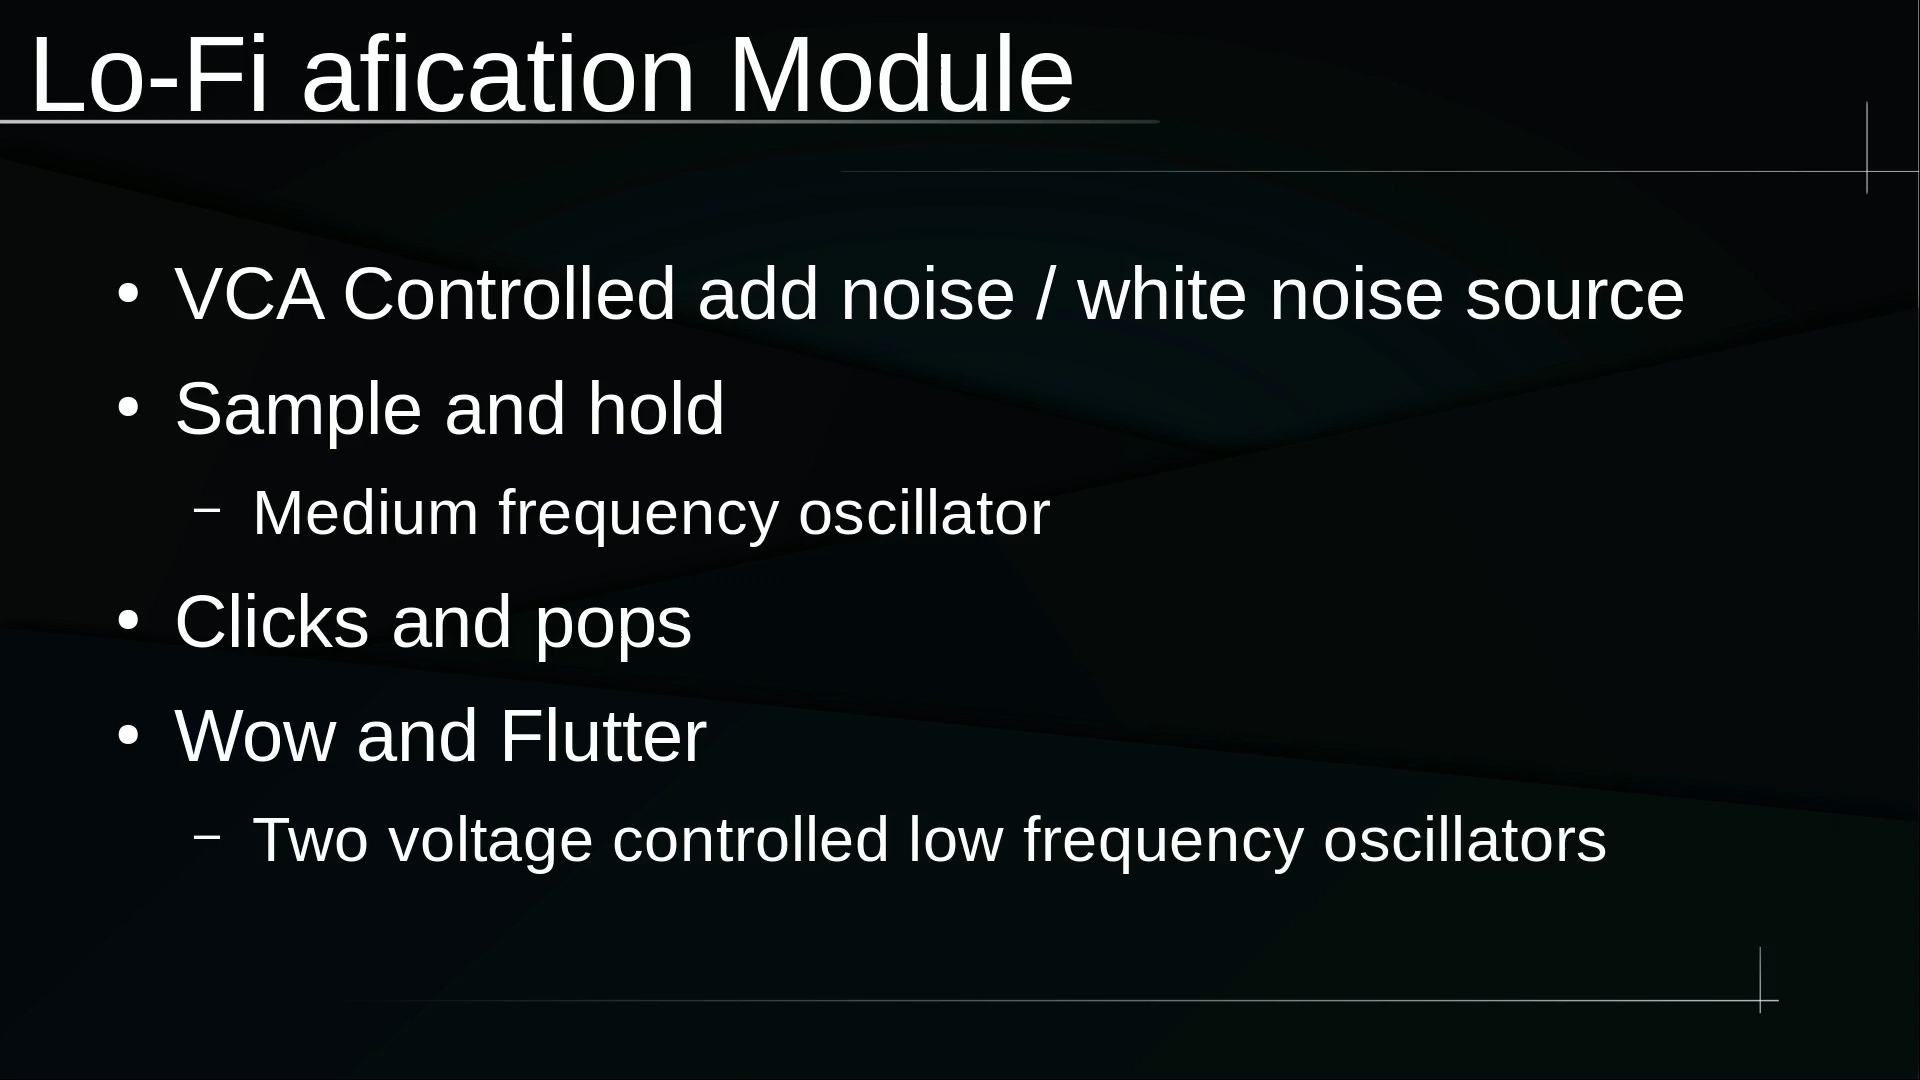 Lo-Fi afication Module
• VCA Controlled add noise / white noise source
• Sample and hold
– Medium frequency oscillator
• Clicks and pops
• Wow and Flutter
– Two voltage controlled low frequency oscillators